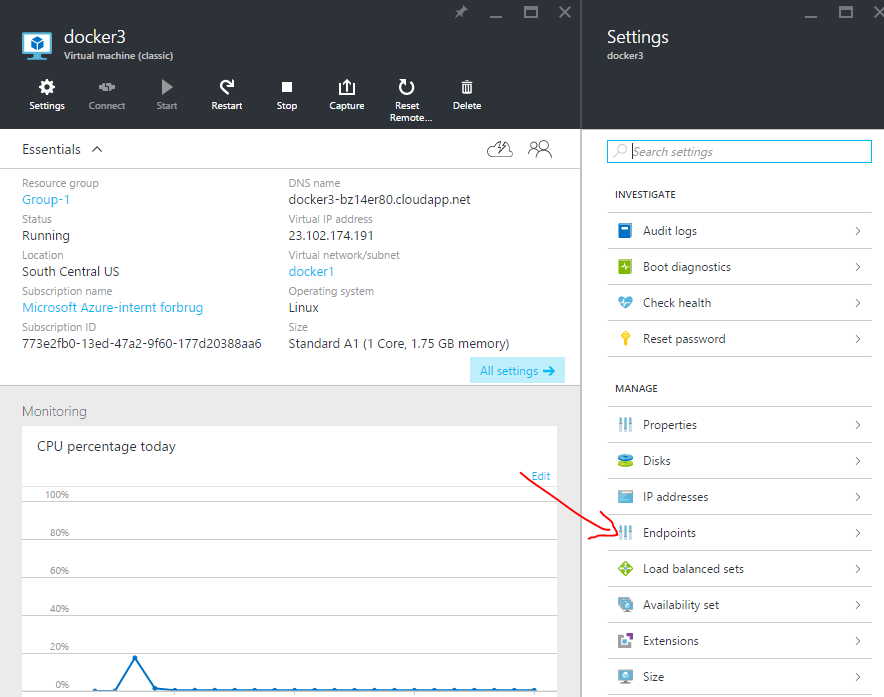 docker3
Virtual machine (classic)
Settings
Connect
Start
Restart
Stop
Capture
Reset
Remote...
Delete
Essentials
Resource group
Group-1
Status
Running
Location
South Central US
Subscription name
Microsoft Azure-internt forbrug
Subscription ID
773e2fb0-13ed-47a2-9f60-177d20388aa6
DNS name
docker3-bz14er80.cloudapp.net
Virtual IP address
23.102.174.191
Virtual network/subnet
docker1
Operating system
Linux
Size
Standard A1 (1 Core, 1.75 GB memory)
All settings
Monitoring
CPU percentage today
Edit
100%
80%
60%
40%
20%
0%
Settings
docker3
Search settings
INVESTIGATE
Audit logs
Boot diagnostics
Check health
Reset password
MANAGE
Properties
Disks
IP addresses
Endpoints
Load balanced sets
Availability set
Extensions
Size